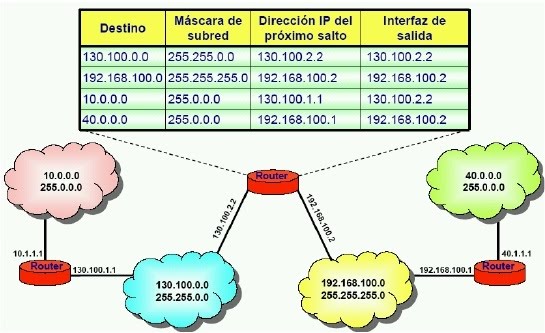 Destino Máscara de subred Dirección IP del próximo salto Interfaz de salida
130.100.0.0 255.255.0.0 130.100.2.2 130.100.2.2
192.168.100.0 255.255.255.0 192.168.100.2 192.168.100.2
10.0.0.0 255.0.0.0 130.100.1.1 130.100.2.2
40.0.0.0 255.0.0.0 192.168.100.1 192.168.100.2
Router
10.0.0.0
255.0.0.0
40.0.0.0
255.0.0.0
130.100.2.2
192.168.100.2
10.1.1.1
Router
130.100.1.1
130.100.0.0
255.255.0.0
192.168.100.0
255.255.255.0
192.168.100.1
40.1.1.1
Router